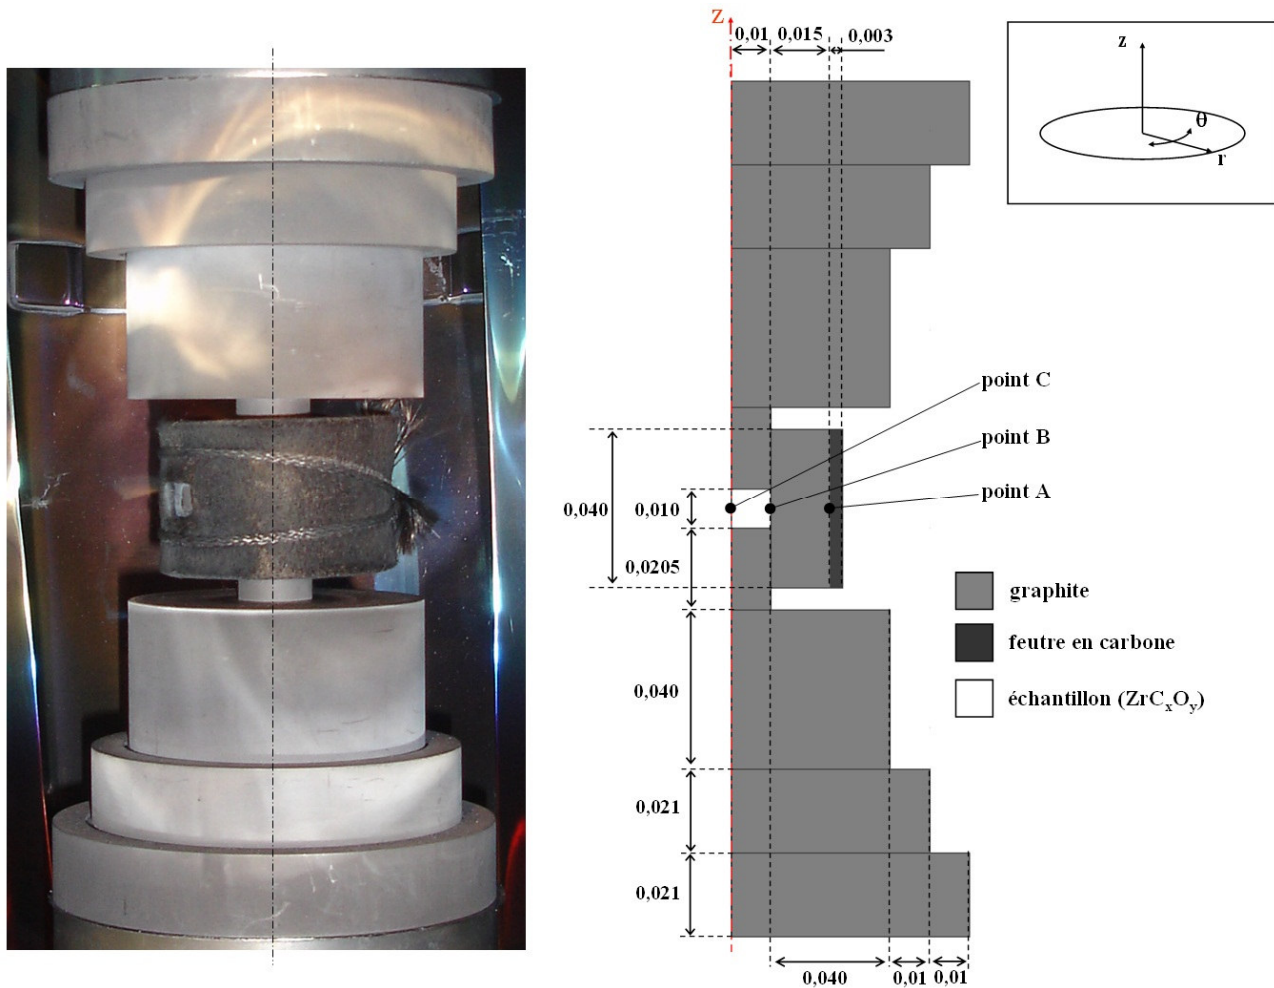 Z
0,01 0,015 0,003
z
θ
r
point C
point B
point A
0,040
0,010
0,0205
graphite
feutre en carbone
échantillon (ZrCxOy)
0,040
0,021
0,021
0,040 0,01 0,01